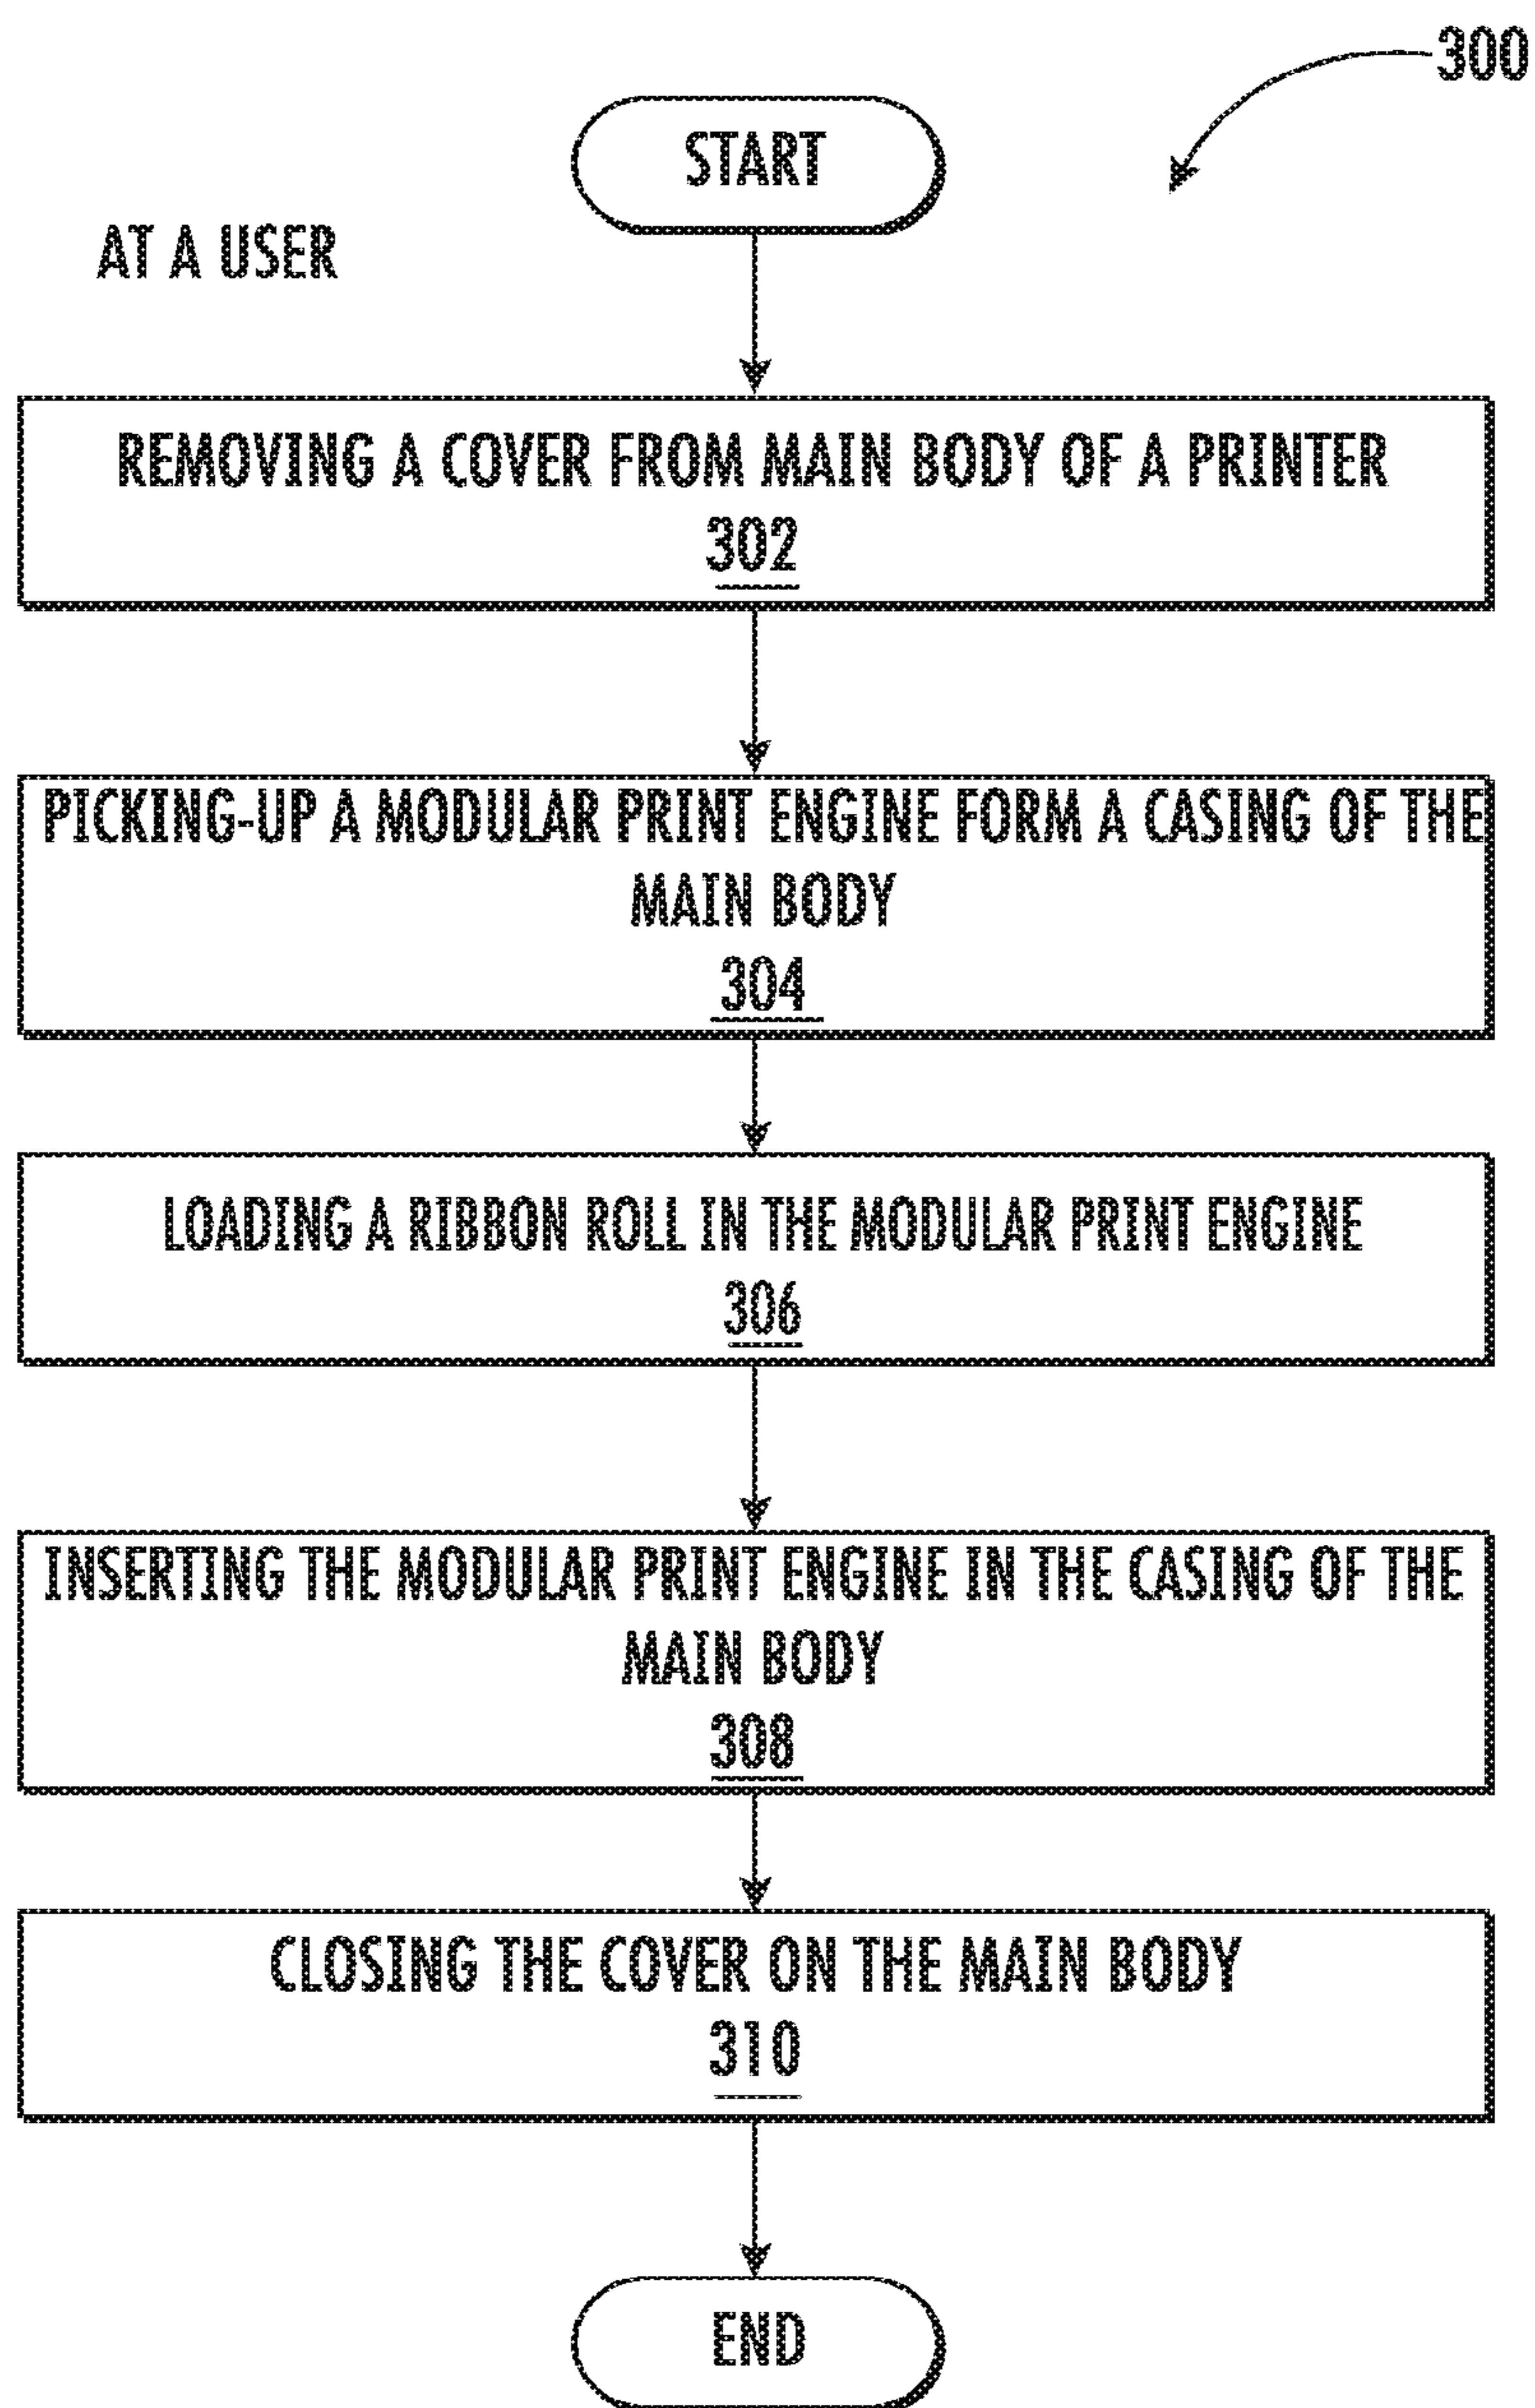 300
START
AT A USER
REMOVING A COVER FROM MAIN BODY OF A PRINTER
302
PICKING-UP A MODULAR PRINT ENGINE FORM A CASING OF THE
MAIN BODY
304
LOADING A RIBBON ROLL IN THE MODULAR PRINT ENGINE
306
INSERTING THE MODULAR PRINT ENGINE IN THE CASING OF THE
MAIN BODY
308
CLOSING THE COVER ON THE MAIN BODY
310
END